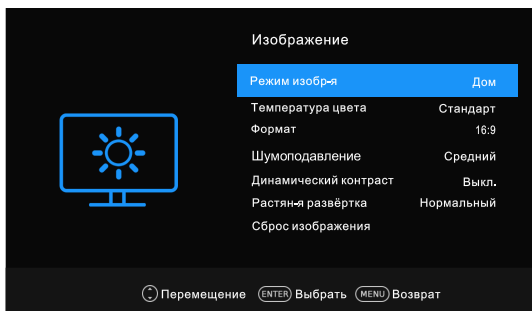 Изображение
Режим изобр-я Дом
Температура цвета Стандарт
Формат 16:9
Шумоподавление Средний
Динамический контраст Выкл.
Растян-я развёртка Нормальный
Сброс изображения
Перемещение ENTER Выбрать MENU Возврат